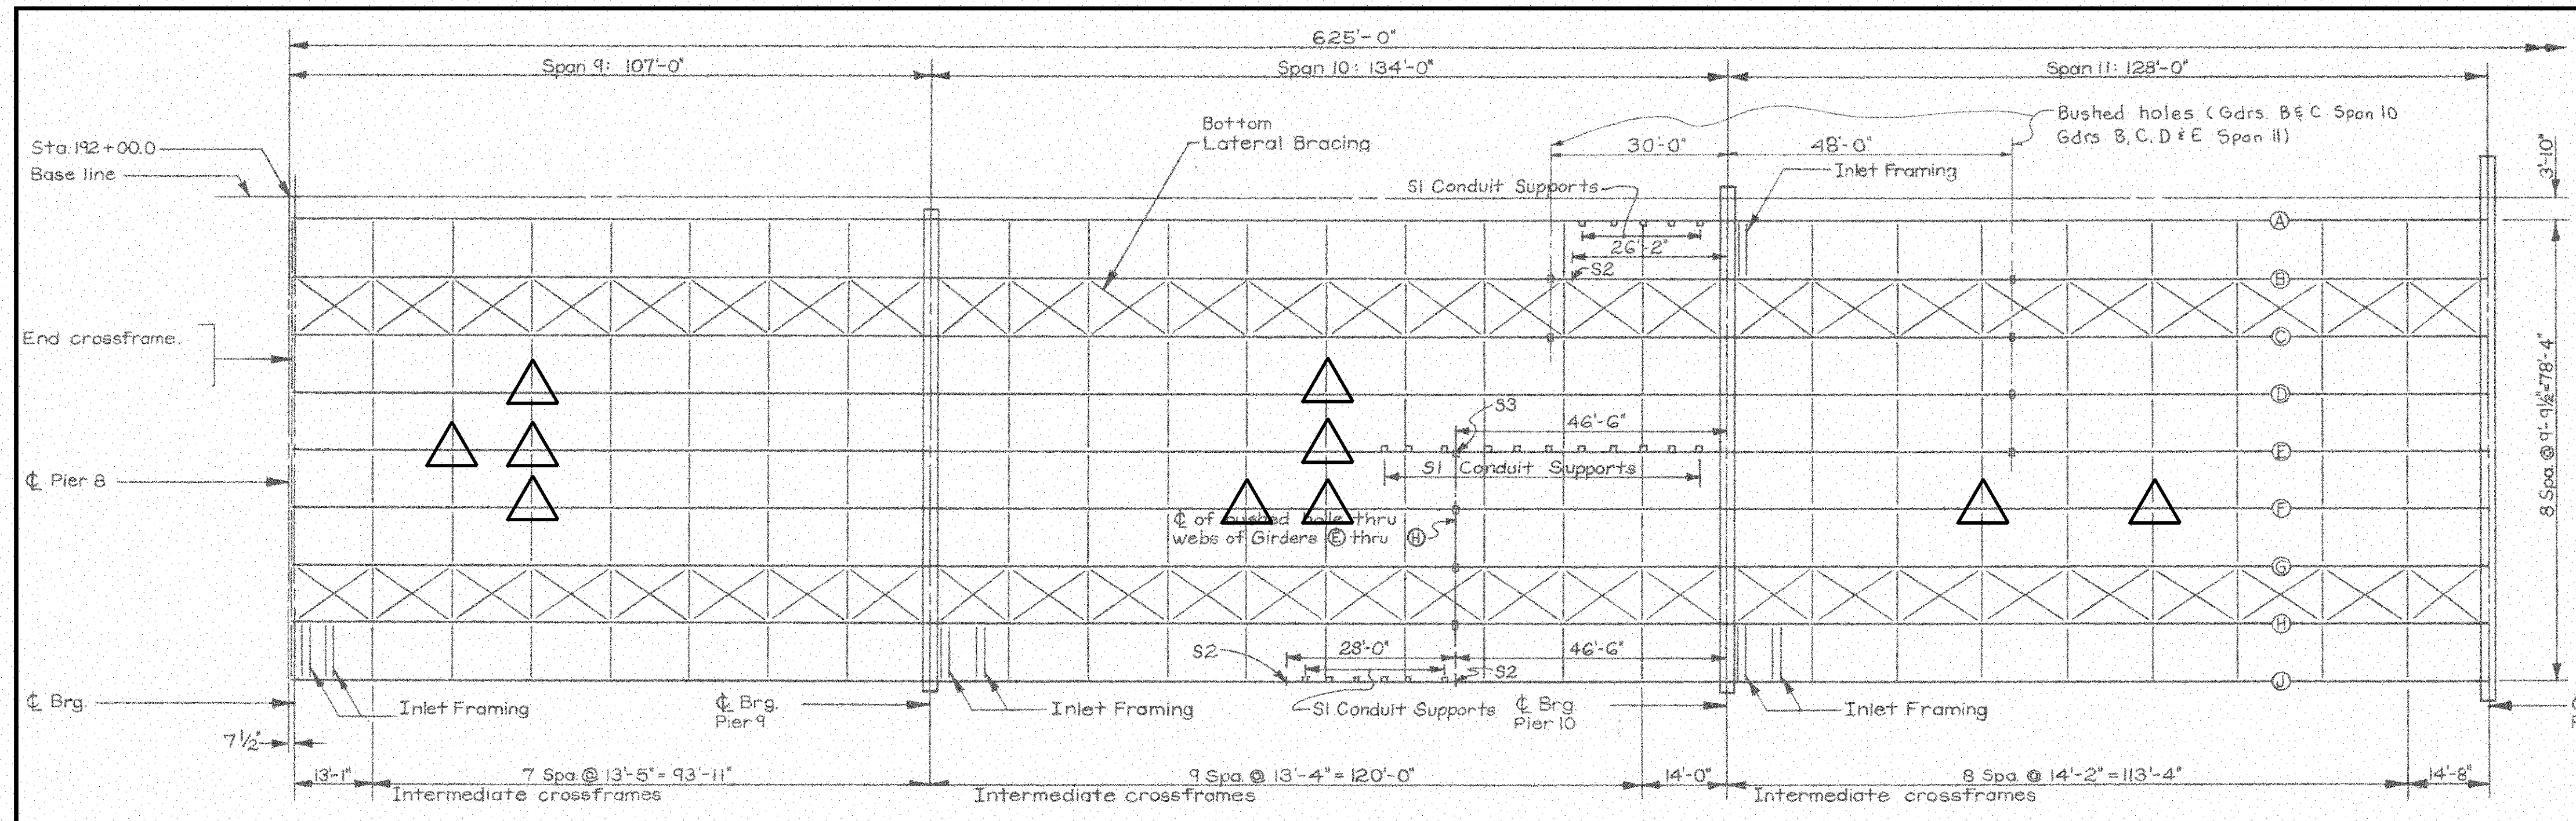 625'-0"
Span 9: 107'-0"
Span 10: 134'-0"
Span 11: 128'-0"
Bushed holes (Gdrs. B & C Span 10
Gdrs B, C, D & E Span 11)
Bottom
Lateral Bracing
30'-0"
48'-0"
3'-10"
Sta. 192+00.0
Base line
Inlet Framing
S1 Conduit Supports
26'-2"
S2
A
B
C
D
E
F
G
H
J
End crossframe.
8 Spa. @ 9'-9½"=78'-4"
S3
46'-6"
S1 Conduit Supports
℄ Pier 8
℄ of bushed hole thru
webs of Girders Ⓔ thru Ⓗ
S2
28'-0"
46'-6"
S2
℄ Brg.
Inlet Framing
℄ Brg.
Pier 9
Inlet Framing
S1 Conduit Supports
℄ Brg
Pier 10
Inlet Framing
7½"
13'-1"
7 Spa. @ 13'-5" = 93'-11"
9 Spa. @ 13'-4" = 120'-0"
14'-0"
8 Spa. @ 14'-2" = 113'-4"
14'-8"
Intermediate crossframes
Intermediate crossframes
Intermediate crossframes